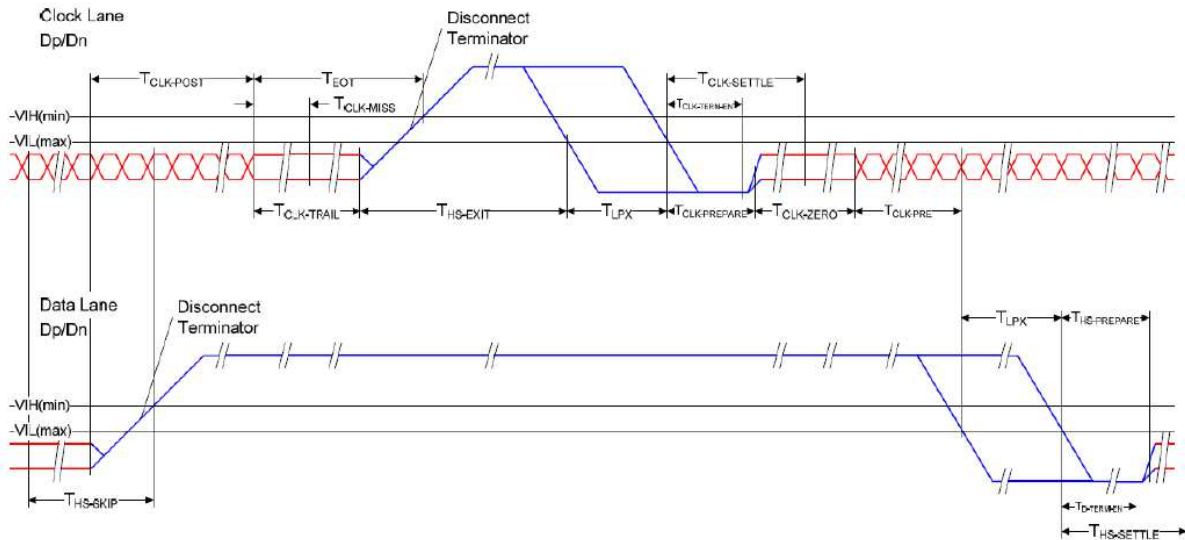 Clock Lane
Dp/Dn
Disconnect
Terminator
TCLK-POST
TEOT
TCLK-SETTLE
TCLK-MISS
TCLK-TERM-EN
VIH(min)
VIL(max)
TCLK-TRAIL
THS-EXIT
TLPX
TCLK-PREPARE
TCLK-ZERO
TCLK-PRE
Data Lane
Dp/Dn
Disconnect
Terminator
TLPX
THS-PREPARE
VIH(min)
VIL(max)
THS-SKIP
TD-TERM-EN
THS-SETTLE